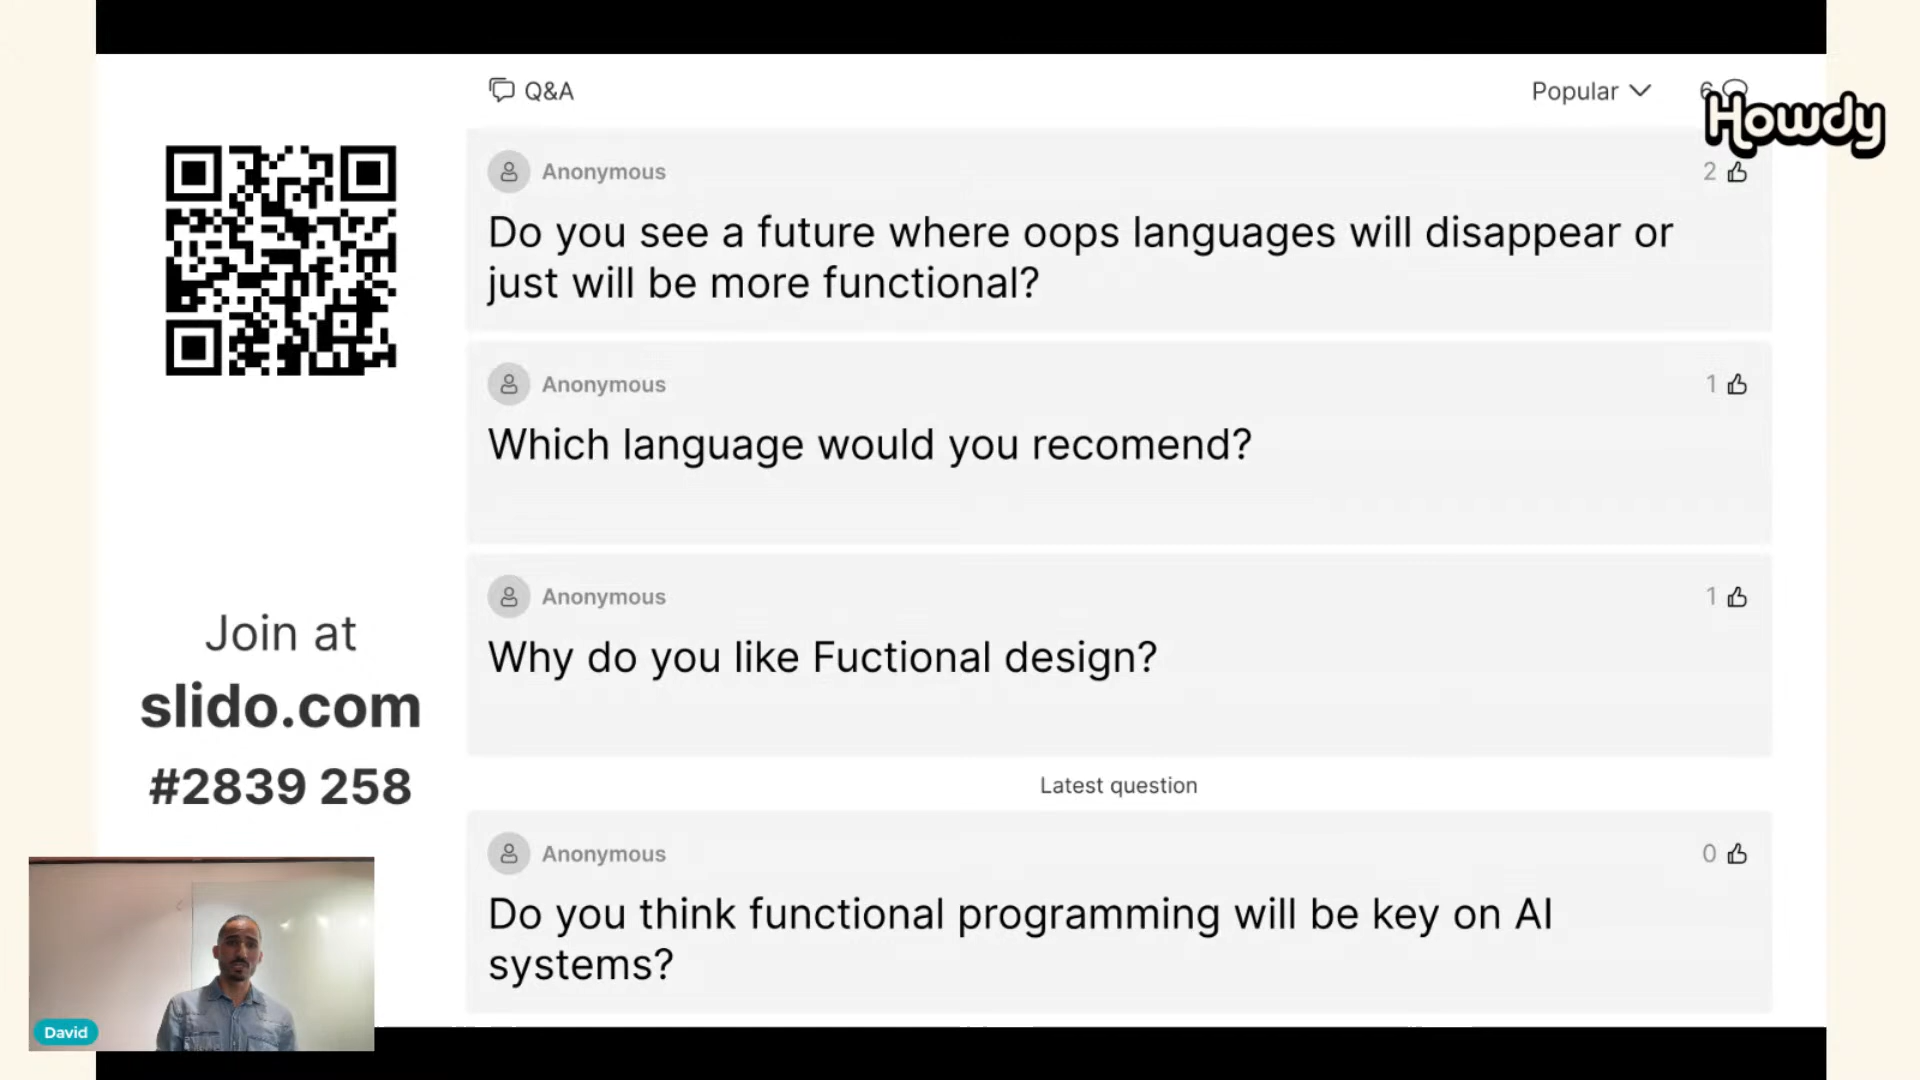 Q&A
Popular
6
Howdy
Anonymous
2
Do you see a future where oops languages will disappear or
just will be more functional?
Anonymous
1
Which language would you recomend?
Anonymous
1
Why do you like Fuctional design?
Join at
slido.com
#2839 258
Latest question
Anonymous
0
Do you think functional programming will be key on AI
systems?
David